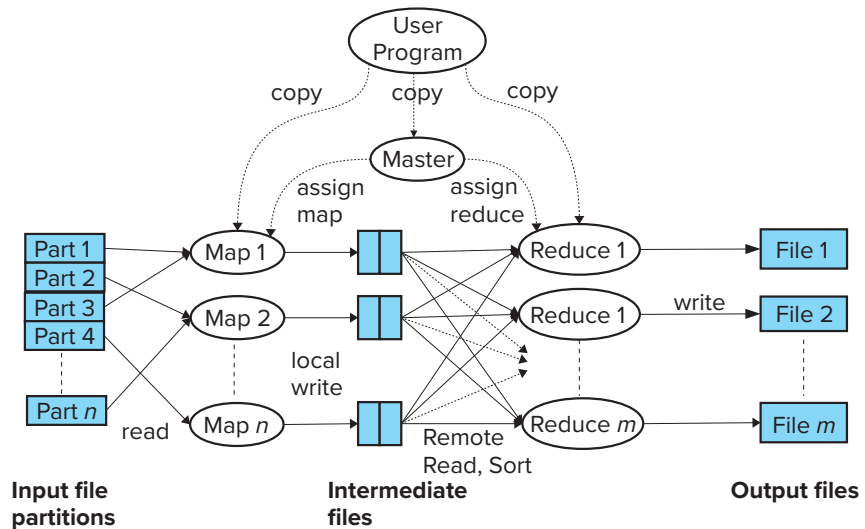 User
Program
copy
copy
copy
Master
assign
map
assign
reduce
Part 1
Part 2
Part 3
Part 4
Part n
Map 1
Map 2
Map n
Reduce 1
Reduce 1
Reduce m
File 1
File 2
File m
write
local
write
read
Remote
Read, Sort
Input file
partitions
Intermediate
files
Output files